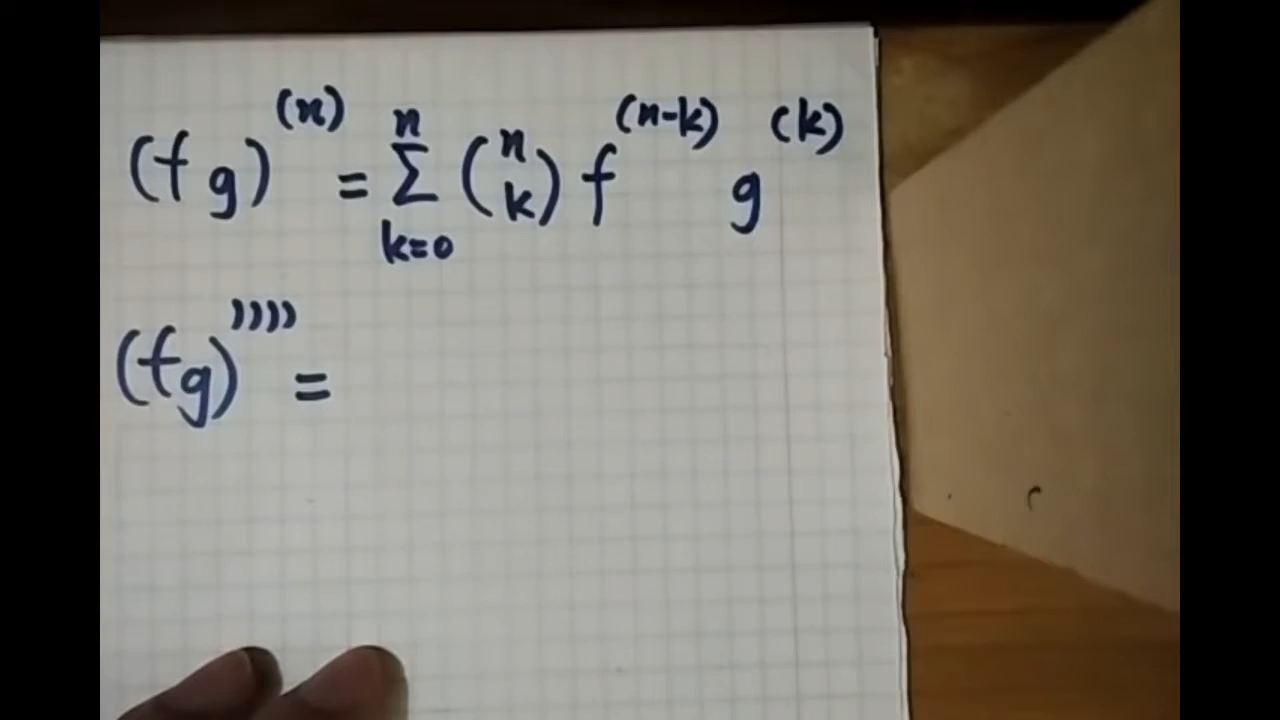 (fg)^(n) = Σ_{k=0}^{n} (n k) f^(n-k) g^(k)
(fg)'''' =